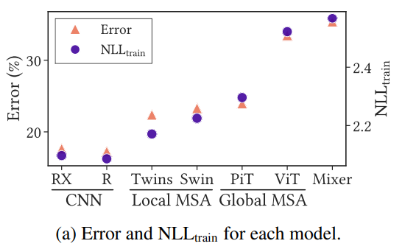 Error
NLLtrain
Error (%)
30
20
NLLtrain
2.4
2.2
RX R Twins Swin PiT ViT Mixer
CNN Local MSA Global MSA
(a) Error and NLLtrain for each model.